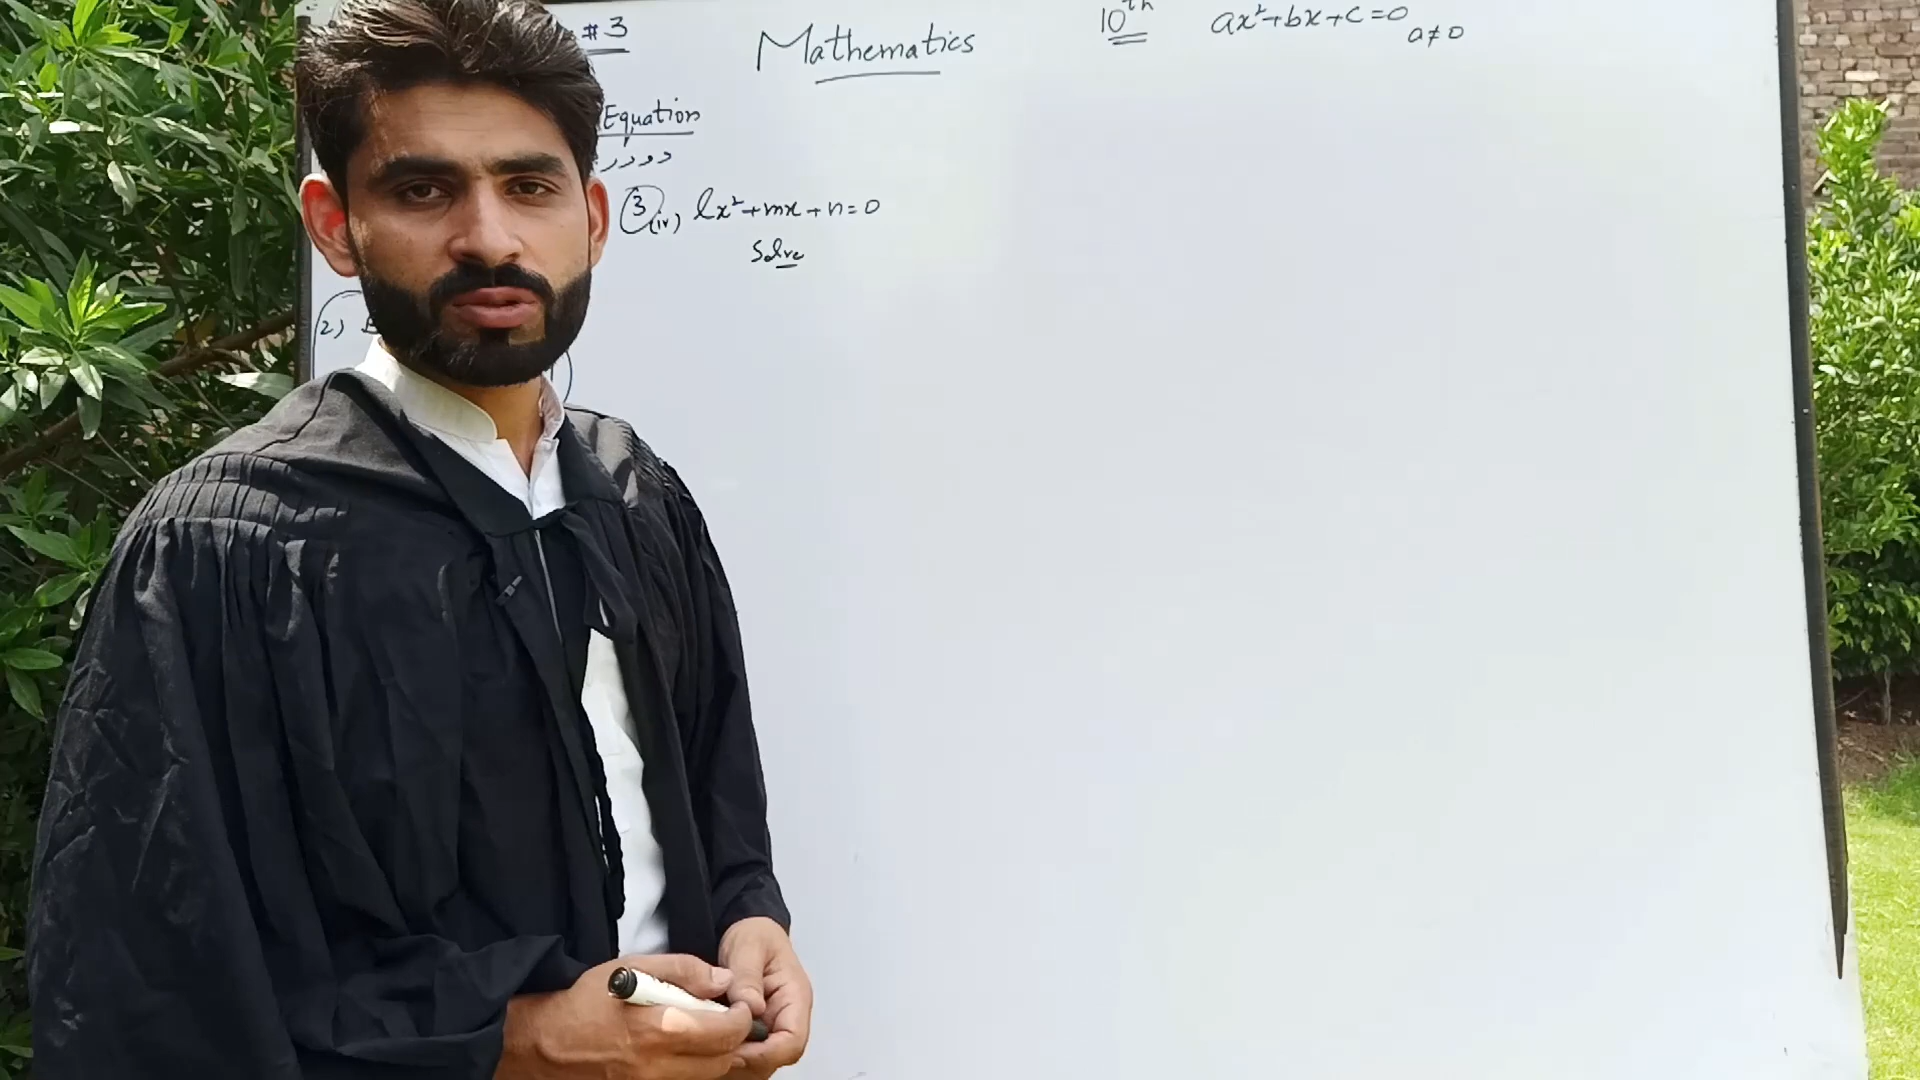 #3
Mathematics
10th
ax²+bx+c=0
a≠0
Equation
3 (iv) lx²+mx+n=0
Solve
2)